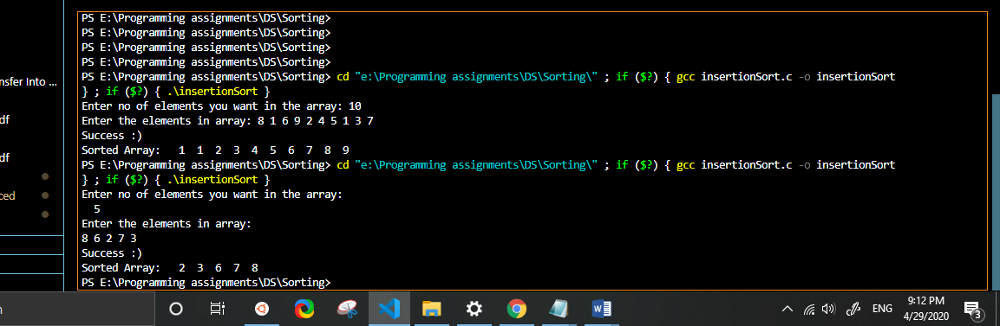 PS E:\Programming assignments\DS\Sorting>
PS E:\Programming assignments\DS\Sorting>
PS E:\Programming assignments\DS\Sorting>
PS E:\Programming assignments\DS\Sorting>
PS E:\Programming assignments\DS\Sorting> cd "e:\Programming assignments\DS\Sorting\" ; if ($?) { gcc insertionSort.c -o insertionSort
} ; if ($?) { .\insertionSort }
Enter no of elements you want in the array: 10
Enter the elements in array: 8 1 6 9 2 4 5 1 3 7
Success :)
Sorted Array:   1  1  2  3  4  5  6  7  8  9
PS E:\Programming assignments\DS\Sorting> cd "e:\Programming assignments\DS\Sorting\" ; if ($?) { gcc insertionSort.c -o insertionSort
} ; if ($?) { .\insertionSort }
Enter no of elements you want in the array:
  5
Enter the elements in array:
8 6 2 7 3
Success :)
Sorted Array:   2  3  6  7  8
PS E:\Programming assignments\DS\Sorting>
nsfer Into ...
df
df
ced
n
W
ENG
9:12 PM
4/29/2020
3